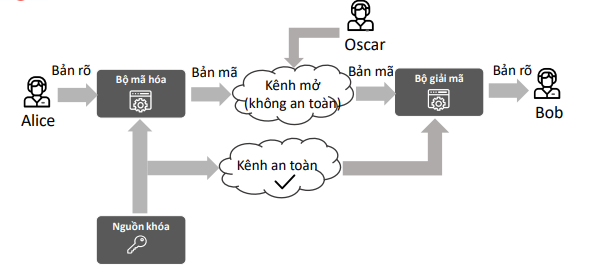 Oscar
Bản rõ
Bộ mã hóa
Bản mã
Kênh mở
(không an toàn)
Bản mã
Bộ giải mã
Bản rõ
Alice
Bob
Kênh an toàn
Nguồn khóa